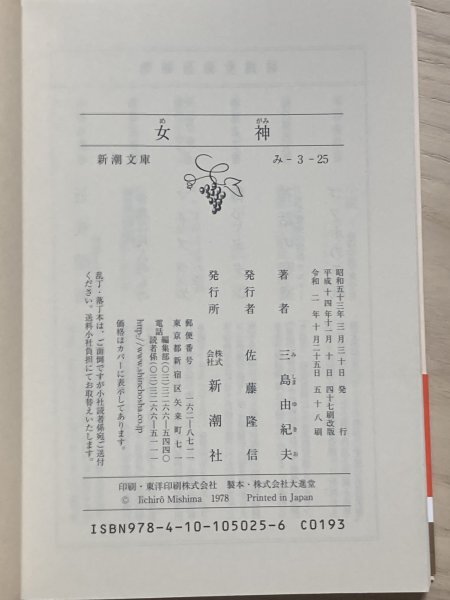 女神
めがみ
新潮文庫
み-3-25
昭和五十三年三月三十日発行
平成十四年十二月十日四十七刷改版
令和二年十月二十五日五十八刷
著者 三島由紀夫
みしまゆきお
発行者 佐藤隆信
発行所 株式会社 新潮社
郵便番号 一六二―八七一一
東京都新宿区矢来町七一
電話 編集部(〇三)三二六六―五四四〇
読者係(〇三)三二六六―五一一一
http://www.shinchosha.co.jp
価格はカバーに表示してあります。
乱丁・落丁本は、ご面倒ですが小社読者係宛ご送付
ください。送料小社負担にてお取替えいたします。
印刷・東洋印刷株式会社 製本・株式会社大進堂
© Iichirō Mishima 1978 Printed in Japan
ISBN978-4-10-105025-6 C0193